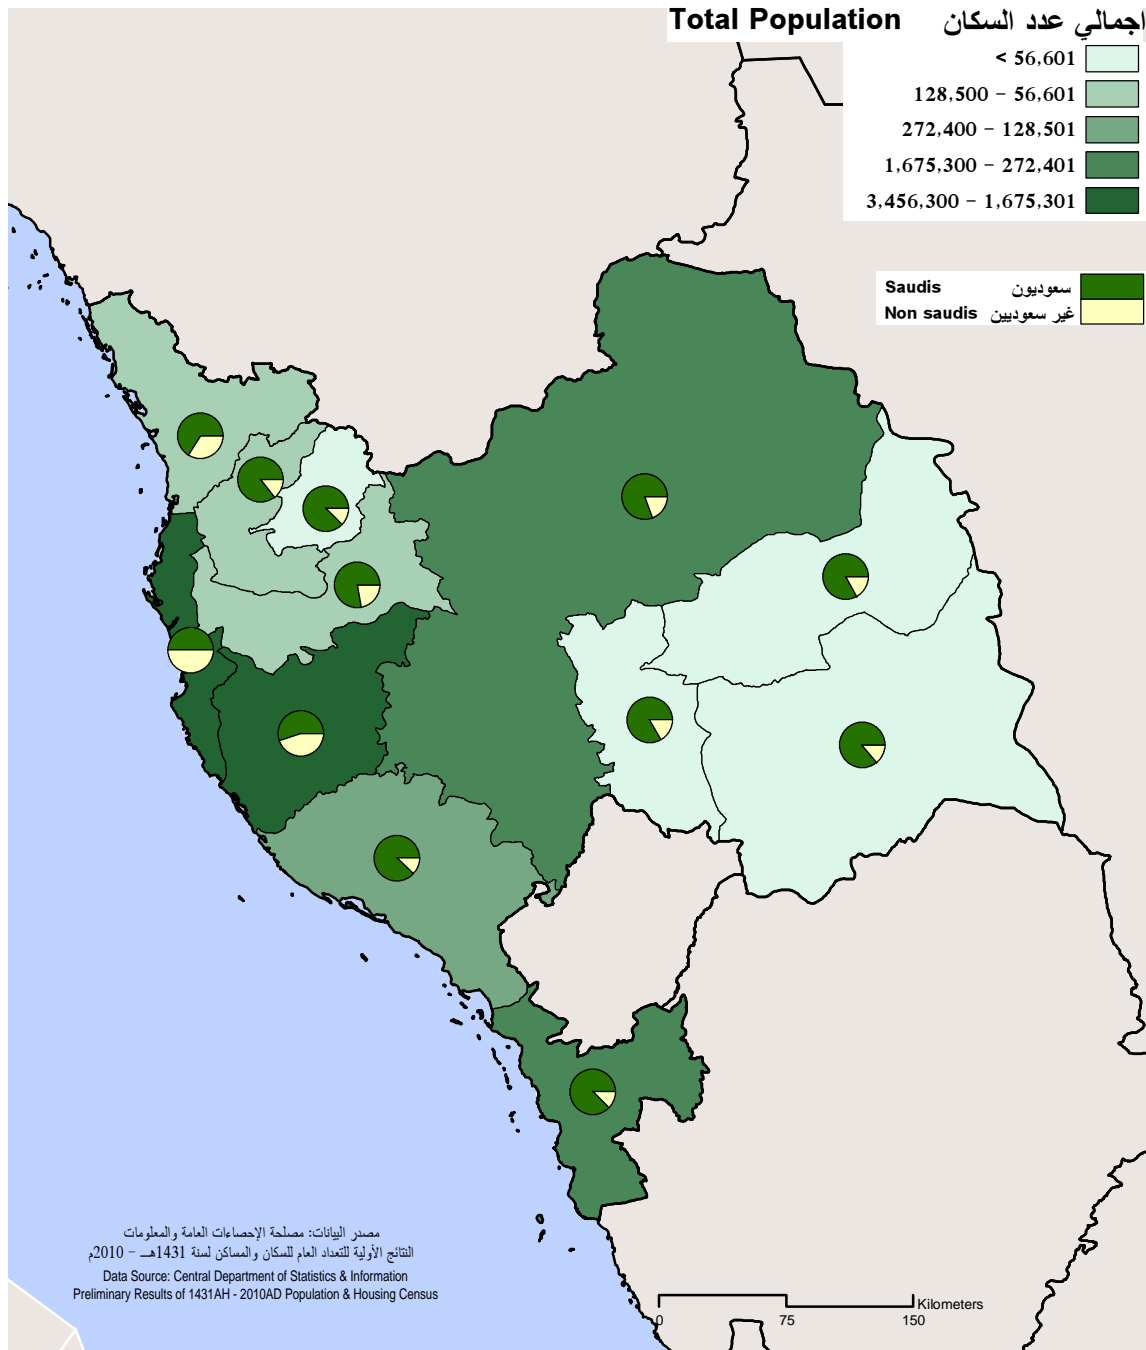 Total Population اجمالي عدد السكان
< 56,601
128,500 - 56,601
272,400 - 128,501
1,675,300 - 272,401
3,456,300 - 1,675,301
Saudis سعوديون
Non saudis غير سعوديين
مصدر البيانات: مصلحة الإحصاءات العامة والمعلومات
النتائج الأولية للتعداد العام للسكان والمساكن لسنة 1431هـ - 2010م
Data Source: Central Department of Statistics & Information
Preliminary Results of 1431AH - 2010AD Population & Housing Census
Kilometers
0 75 150